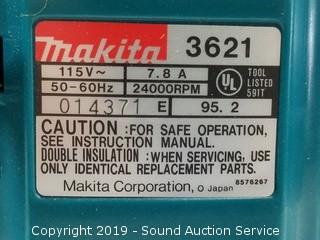 makita 3621
115V~ 7.8 A
50-60Hz 24000RPM
UL TOOL LISTED 591T
014371 E 95.2
CAUTION :FOR SAFE OPERATION,
SEE INSTRUCTION MANUAL.
DOUBLE INSULATION :WHEN SERVICING, USE
ONLY IDENTICAL REPLACEMENT PARTS.
8576267
Makita Corporation, O Japan
Copyright 2019 - Sound Auction Service